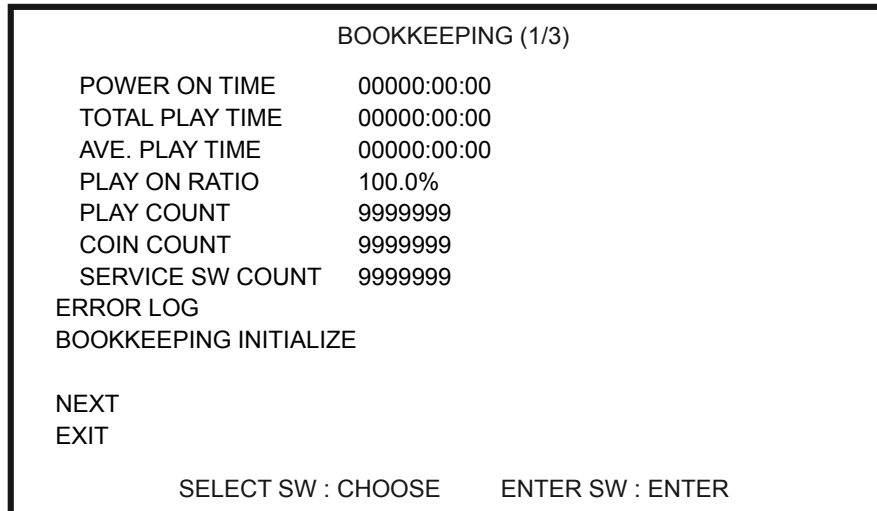 BOOKKEEPING (1/3)
POWER ON TIME 00000:00:00
TOTAL PLAY TIME 00000:00:00
AVE. PLAY TIME 00000:00:00
PLAY ON RATIO 100.0%
PLAY COUNT 9999999
COIN COUNT 9999999
SERVICE SW COUNT 9999999
ERROR LOG
BOOKKEEPING INITIALIZE
NEXT
EXIT
SELECT SW : CHOOSE ENTER SW : ENTER